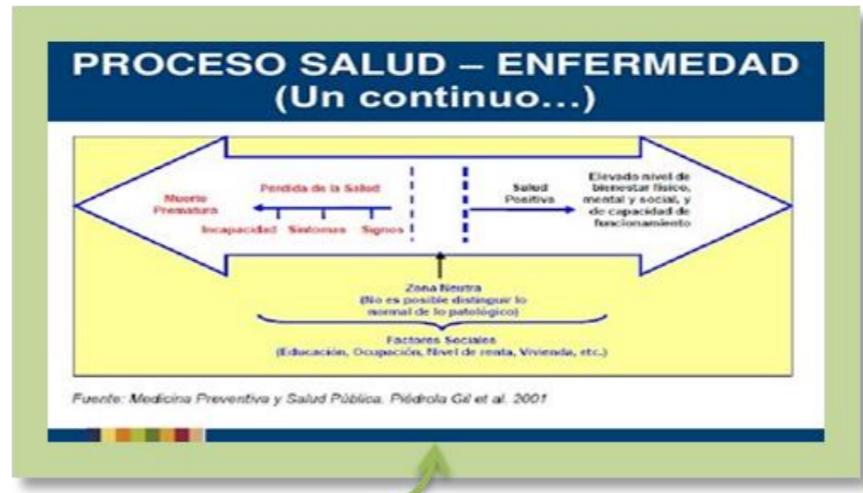 PROCESO SALUD – ENFERMEDAD
(Un continuo...)
Muerte
Prematura
Perdida de la Salud
Incapacidad Sintomas Signos
Salud
Positiva
Elevado nivel de
bienestar físico,
mental y social, y
de capacidad de
funcionamiento
Zona Neutra
(No es posible distinguir lo
normal de lo patológico)
Factores Sociales
(Educación, Ocupación, Nivel de renta, Vivienda, etc.)
Fuente: Medicina Preventiva y Salud Pública. Piédrola Gil et al. 2001